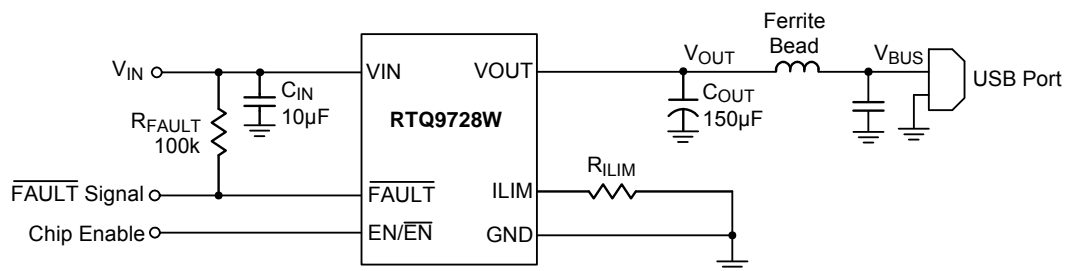 Ferrite
Bead
VIN
VIN
VOUT
VOUT
VBUS
USB Port
CIN
10µF
COUT
150µF
RFAULT
100k
RTQ9728W
RILIM
FAULT Signal
FAULT
ILIM
Chip Enable
EN/EN
GND